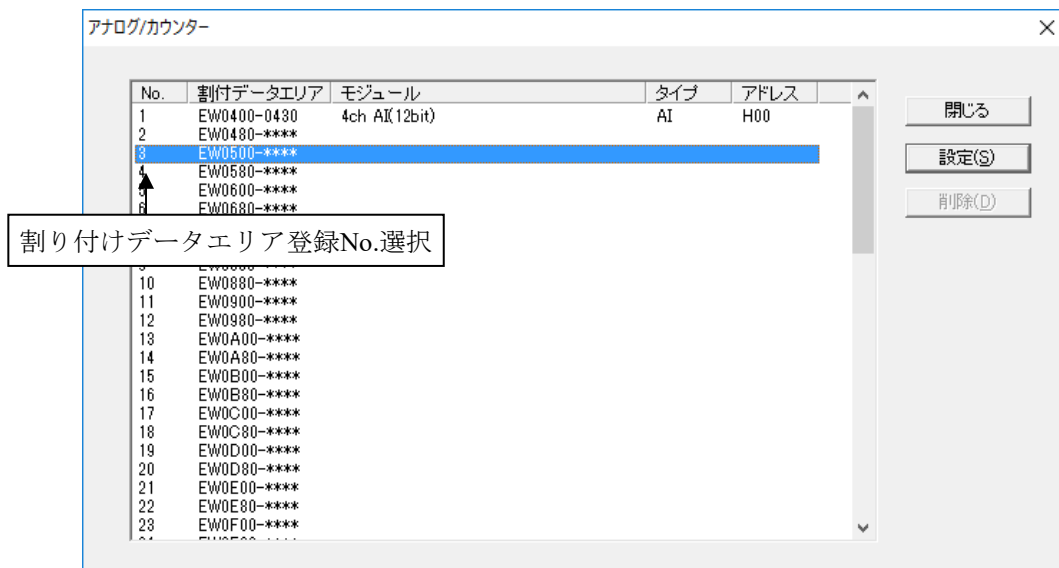 アナログ/カウンター
No. 割付データエリア モジュール タイプ アドレス
1 EW0400-0430 4ch AI(12bit) AI H00
2 EW0480-****
3 EW0500-****
4 EW0580-****
5 EW0600-****
6 EW0680-****
割り付けデータエリア登録No.選択
10 EW0880-****
11 EW0900-****
12 EW0980-****
13 EW0A00-****
14 EW0A80-****
15 EW0B00-****
16 EW0B80-****
17 EW0C00-****
18 EW0C80-****
19 EW0D00-****
20 EW0D80-****
21 EW0E00-****
22 EW0E80-****
23 EW0F00-****
閉じる
設定(S)
削除(D)